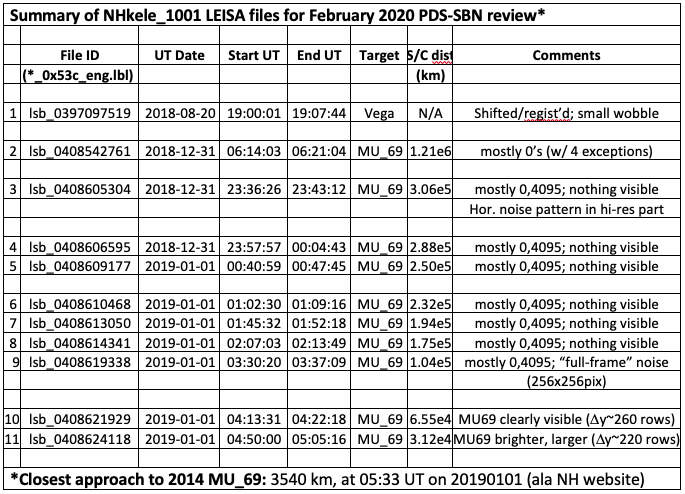 Summary of NHkele_1001 LEISA files for February 2020 PDS-SBN review*
File ID UT Date Start UT End UT Target S/C dist Comments
(*_0x53c_eng.lbl) (km)
1 lsb_0397097519 2018-08-20 19:00:01 19:07:44 Vega N/A Shifted/regist'd; small wobble
2 lsb_0408542761 2018-12-31 06:14:03 06:21:04 MU_69 1.21e6 mostly 0's (w/ 4 exceptions)
3 lsb_0408605304 2018-12-31 23:36:26 23:43:12 MU_69 3.06e5 mostly 0,4095; nothing visible
Hor. noise pattern in hi-res part
4 lsb_0408606595 2018-12-31 23:57:57 00:04:43 MU_69 2.88e5 mostly 0,4095; nothing visible
5 lsb_0408609177 2019-01-01 00:40:59 00:47:45 MU_69 2.50e5 mostly 0,4095; nothing visible
6 lsb_0408610468 2019-01-01 01:02:30 01:09:16 MU_69 2.32e5 mostly 0,4095; nothing visible
7 lsb_0408613050 2019-01-01 01:45:32 01:52:18 MU_69 1.94e5 mostly 0,4095; nothing visible
8 lsb_0408614341 2019-01-01 02:07:03 02:13:49 MU_69 1.75e5 mostly 0,4095; nothing visible
9 lsb_0408619338 2019-01-01 03:30:20 03:37:09 MU_69 1.04e5 mostly 0,4095; "full-frame" noise
(256x256pix)
10 lsb_0408621929 2019-01-01 04:13:31 04:22:18 MU_69 6.55e4 MU69 clearly visible (Δy~260 rows)
11 lsb_0408624118 2019-01-01 04:50:00 05:05:16 MU_69 3.12e4 MU69 brighter, larger (Δy~220 rows)
*Closest approach to 2014 MU_69: 3540 km, at 05:33 UT on 20190101 (ala NH website)